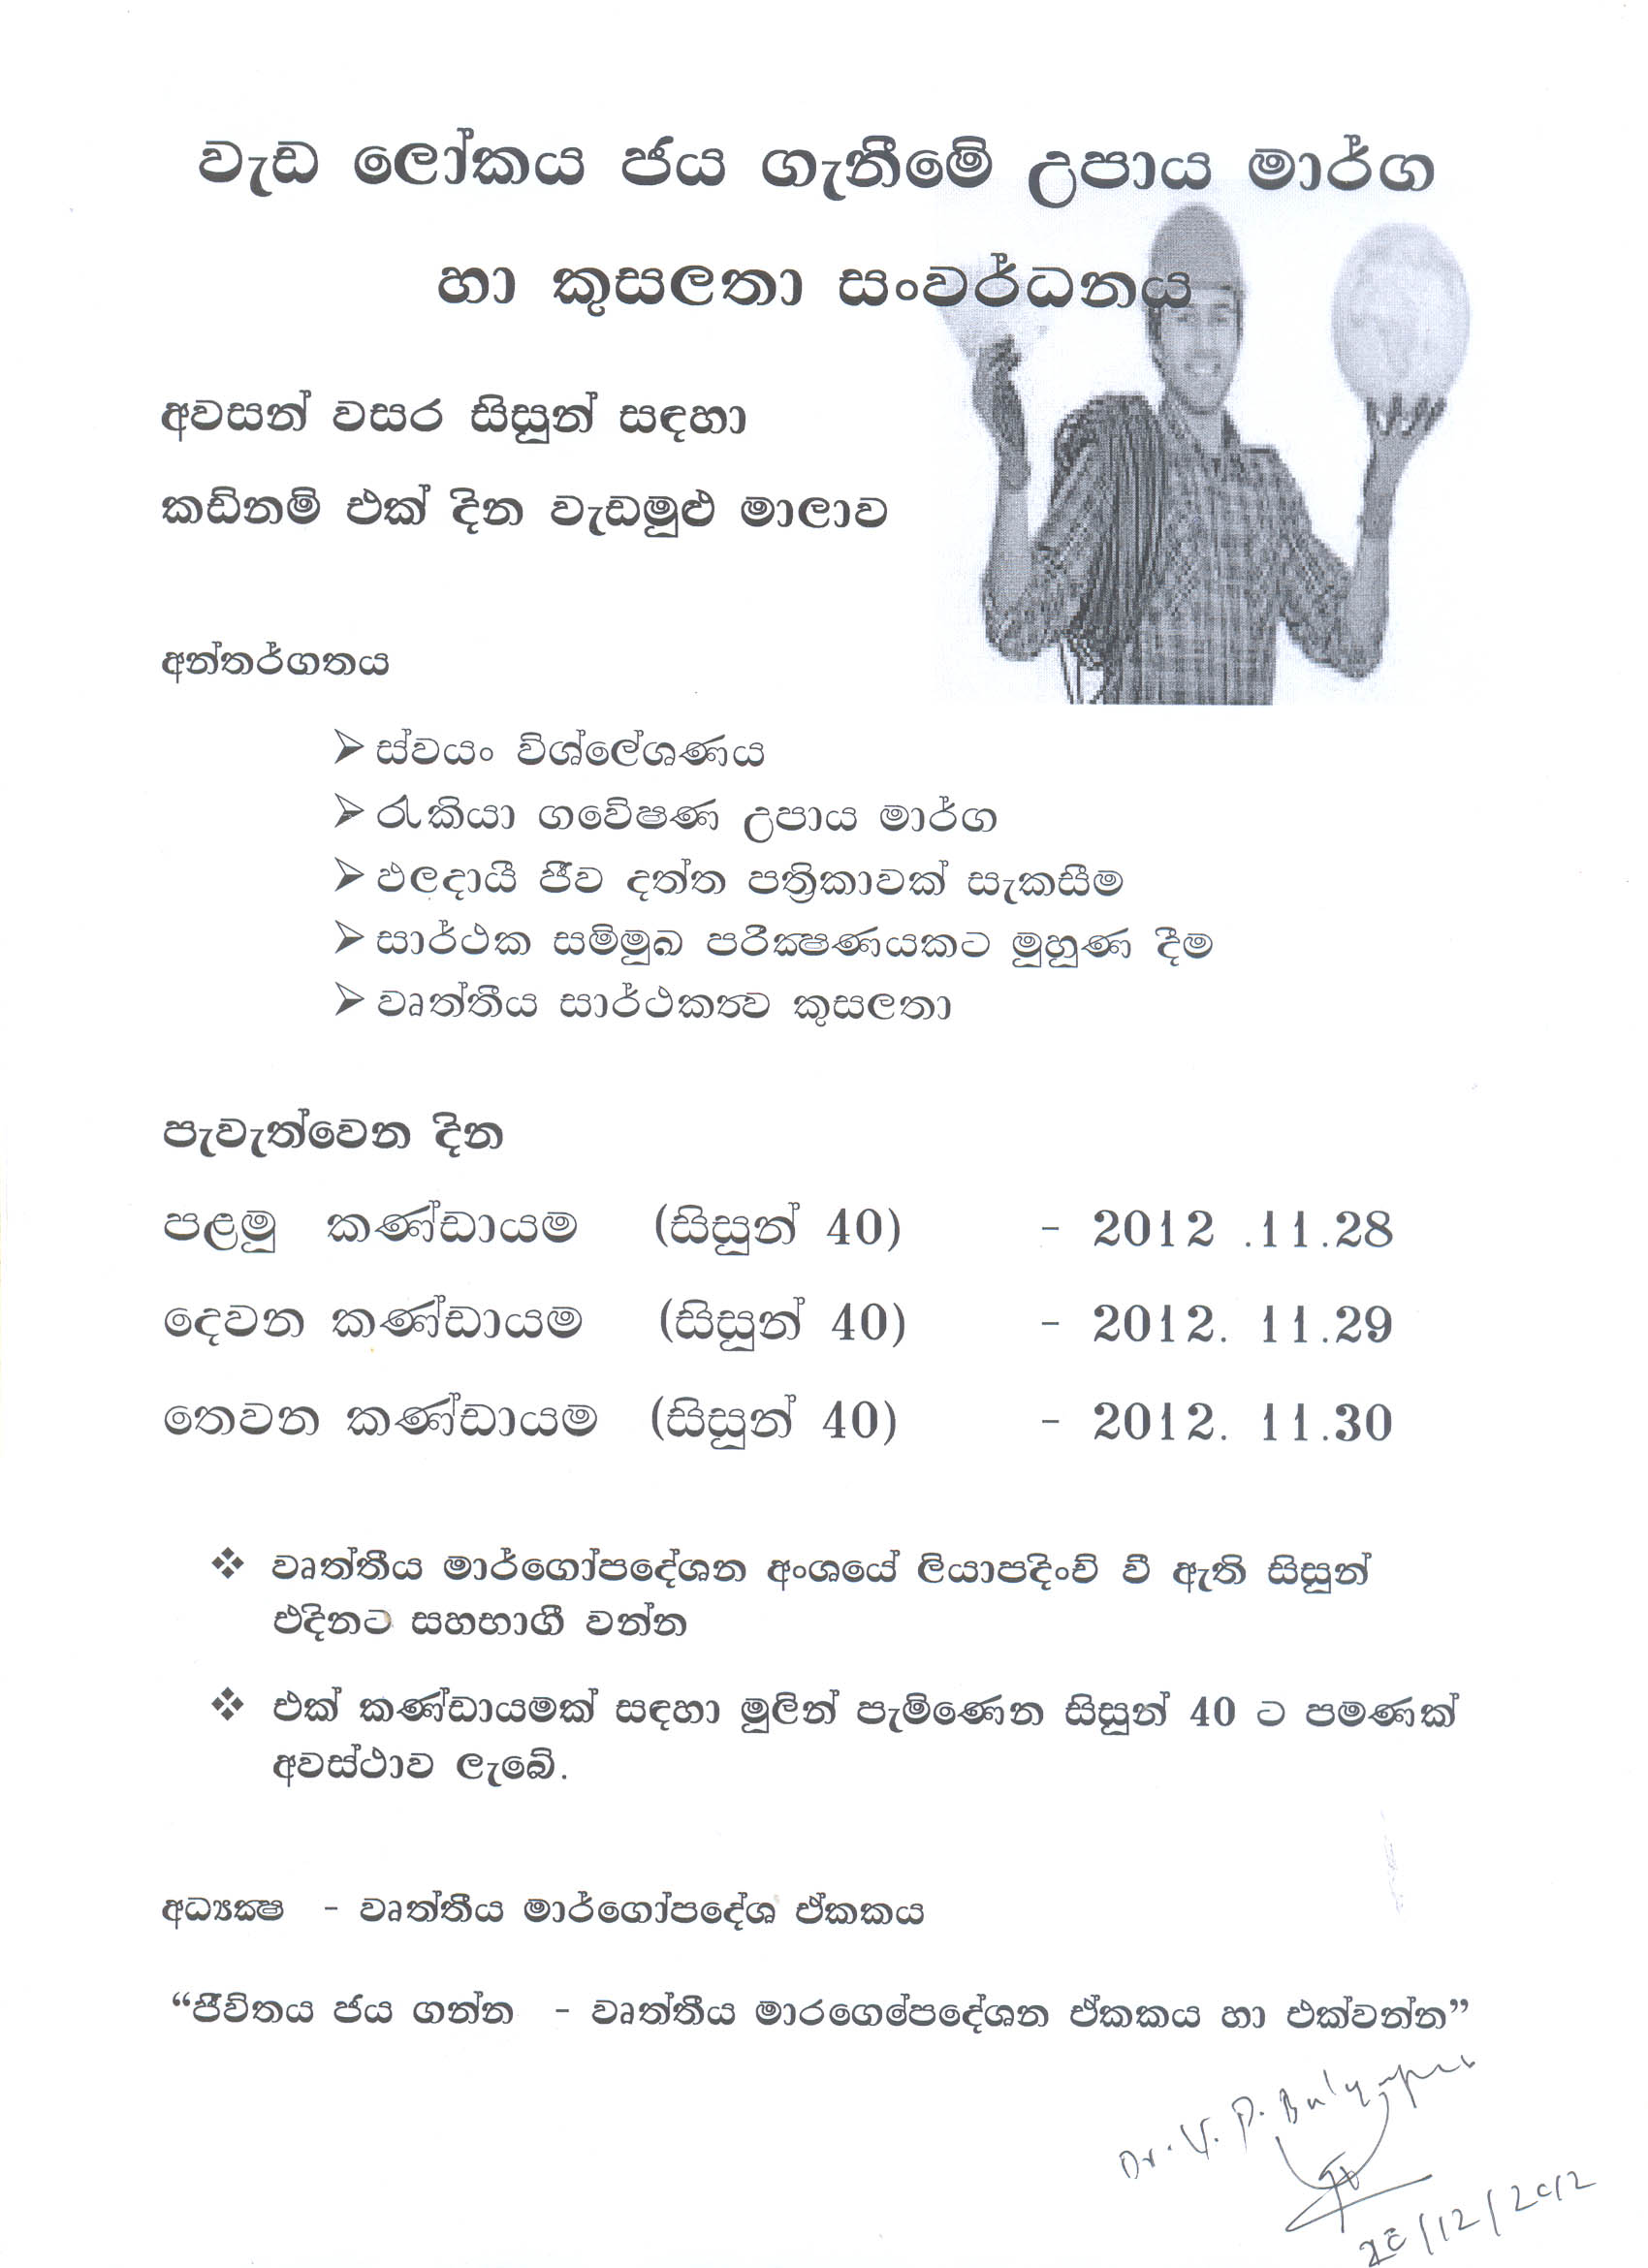 වැඩ ලෝකය ජය ගැනීමේ උපාය මාර්ග
හා කුසලතා සංවර්ධනය
අවසන් වසර සිසුන් සඳහා
කඩිනම් එක් දින වැඩමුළු මාලාව
අන්තර්ගතය
➢ ස්වයං විශ්ලේශණය
➢ රැකියා ගවේෂණ උපාය මාර්ග
➢ ඵලදායී ජීව දත්ත පත්‍රිකාවක් සැකසීම
➢ සාර්ථක සම්මුඛ පරීක්‍ෂණයකට මුහුණ දීම
➢ වෘත්තීය සාර්ථකත්‍ව කුසලතා
පැවැත්වෙන දින
පළමු කණ්ඩායම (සිසුන් 40) - 2012 .11.28
දෙවන කණ්ඩායම (සිසුන් 40) - 2012. 11.29
තෙවන කණ්ඩායම (සිසුන් 40) - 2012. 11.30
❖ වෘත්තීය මාර්ගෝපදේශන අංශයේ ලියාපදිංචි වී ඇති සිසුන්
එදිනට සහභාගී වන්න
❖ එක් කණ්ඩායමක් සඳහා මුලින් පැමිණෙන සිසුන් 40 ට පමණක්
අවස්ථාව ලැබේ.
අධ්‍යක්‍ෂ - වෘත්තීය මාර්ගෝපදේශ ඒකකය
“ජීවිතය ජය ගන්න - වෘත්තීය මාරගෙප්දේශන ඒකකය හා එක්වන්න”
Dr. V. P.
/12/2012